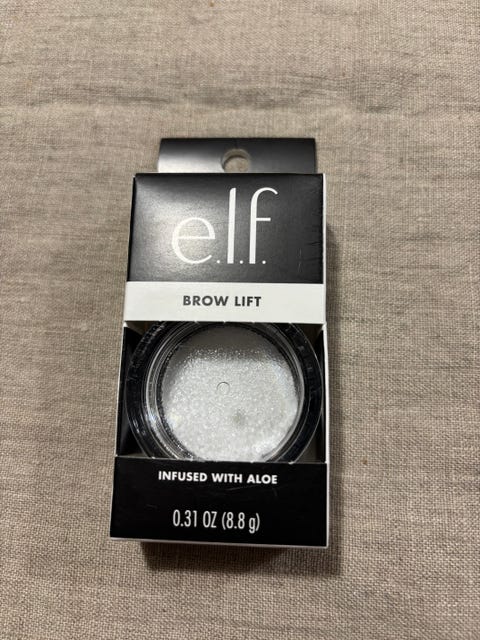 e.l.f.
BROW LIFT
INFUSED WITH ALOE
0.31 OZ (8.8 g)